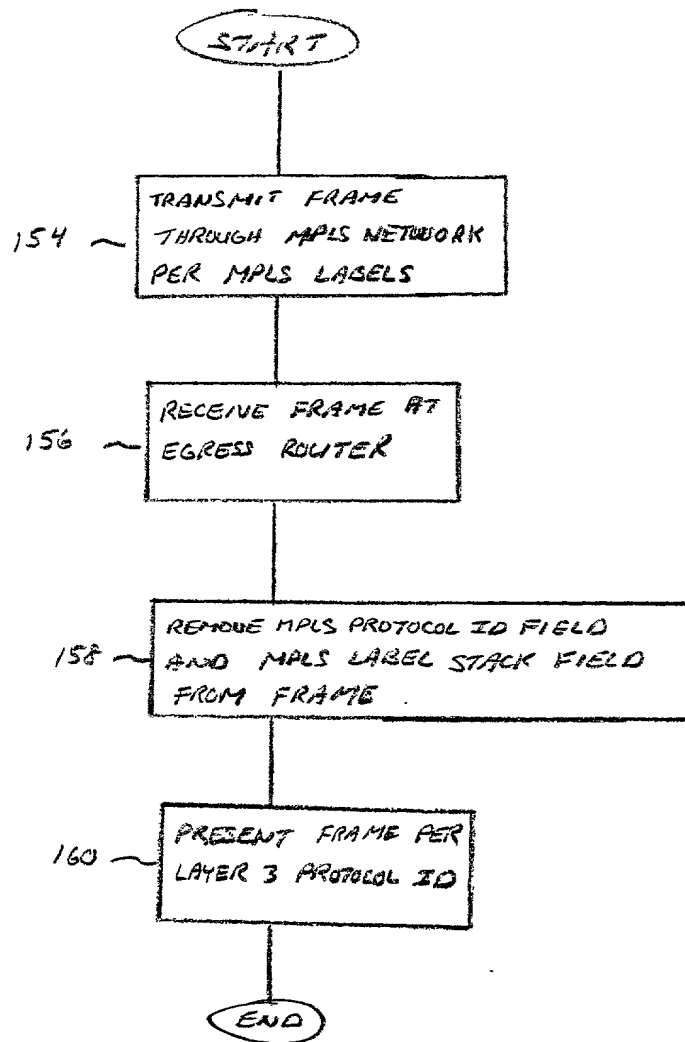 START
TRANSMIT FRAME
THROUGH MPLS NETWORK
PER MPLS LABELS
154
RECEIVE FRAME AT
EGRESS ROUTER
156
REMOVE MPLS PROTOCOL ID FIELD
AND MPLS LABEL STACK FIELD
FROM FRAME
158
PRESENT FRAME PER
LAYER 3 PROTOCOL ID
160
END